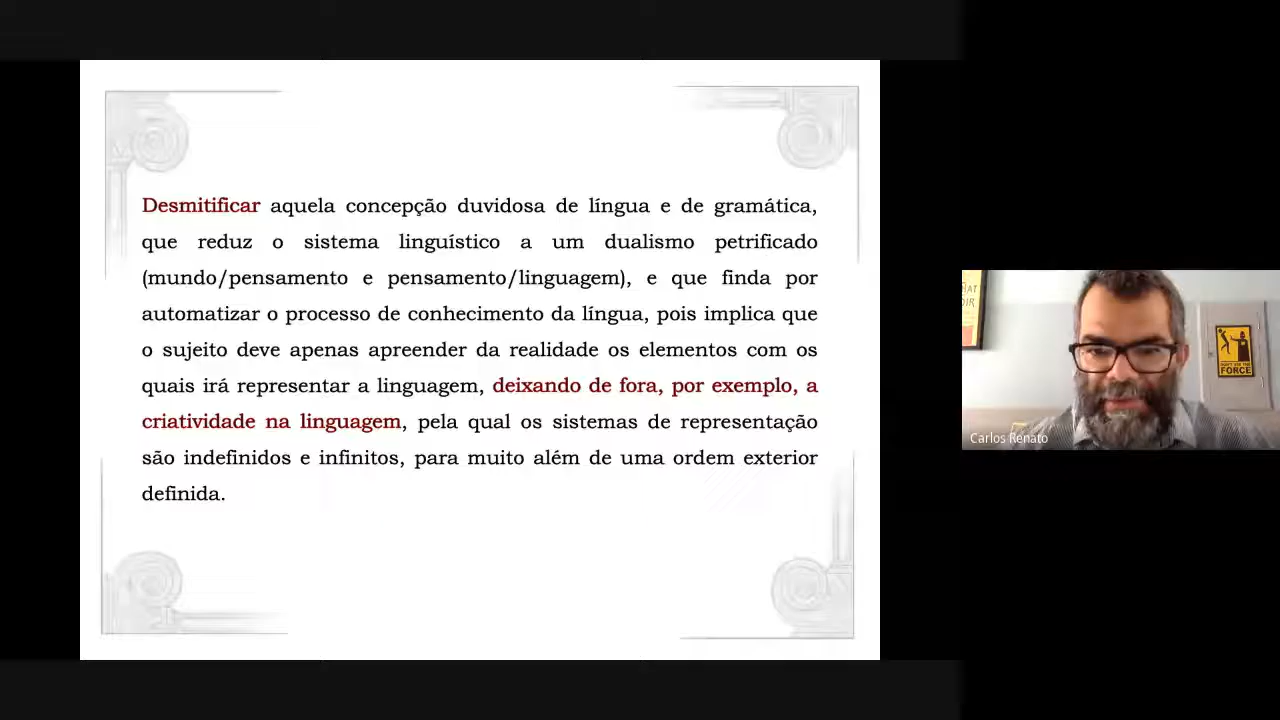 Desmitificar aquela concepção duvidosa de língua e de gramática,
que reduz o sistema linguístico a um dualismo petrificado
(mundo/pensamento e pensamento/linguagem), e que finda por
automatizar o processo de conhecimento da língua, pois implica que
o sujeito deve apenas apreender da realidade os elementos com os
quais irá representar a linguagem, deixando de fora, por exemplo, a
criatividade na linguagem, pela qual os sistemas de representação
são indefinidos e infinitos, para muito além de uma ordem exterior
definida.
FORCE
Carlos Renato